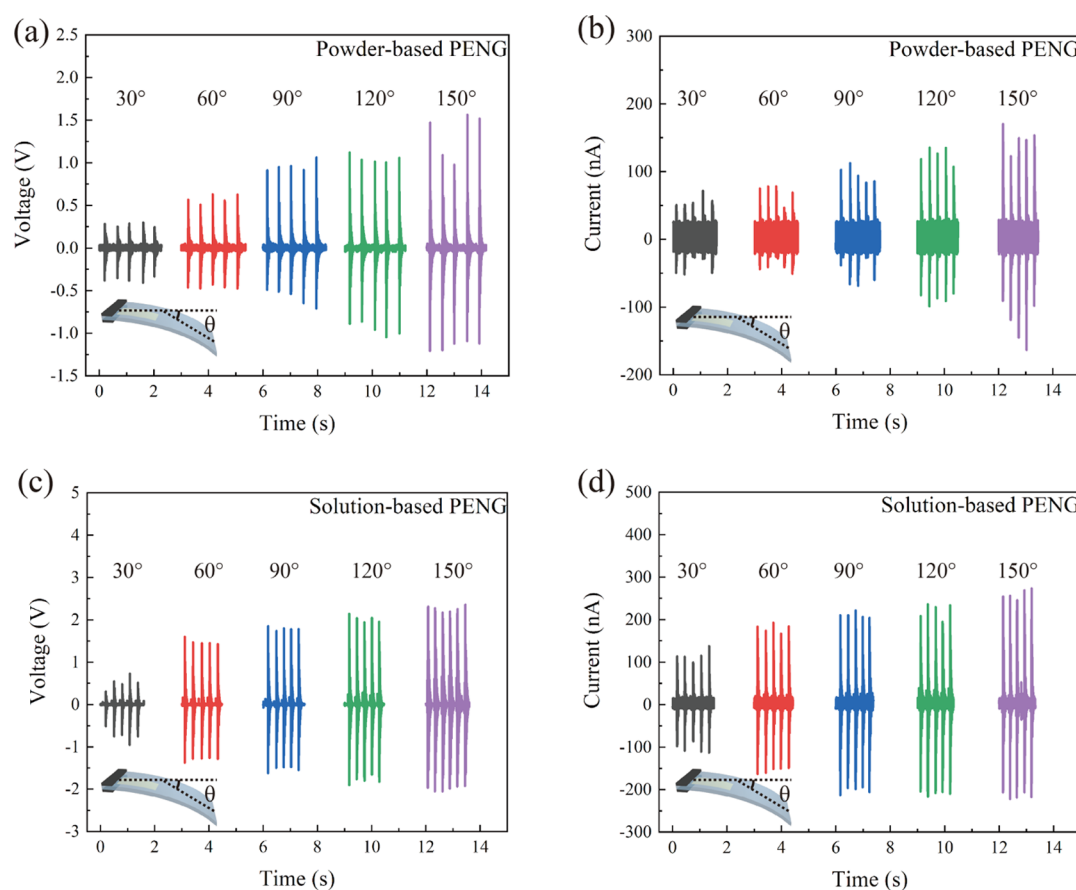 (a)
Powder-based PENG
30° 60° 90° 120° 150°
2.5
2.0
1.5
1.0
0.5
0.0
-0.5
-1.0
-1.5
Voltage (V)
θ
0 2 4 6 8 10 12 14
Time (s)
(b)
Powder-based PENG
30° 60° 90° 120° 150°
300
200
100
0
-100
-200
Current (nA)
θ
0 2 4 6 8 10 12 14
Time (s)
(c)
Solution-based PENG
30° 60° 90° 120° 150°
5
4
3
2
1
0
-1
-2
-3
Voltage (V)
θ
0 2 4 6 8 10 12 14
Time (s)
(d)
Solution-based PENG
30° 60° 90° 120° 150°
500
400
300
200
100
0
-100
-200
-300
Current (nA)
θ
0 2 4 6 8 10 12 14
Time (s)